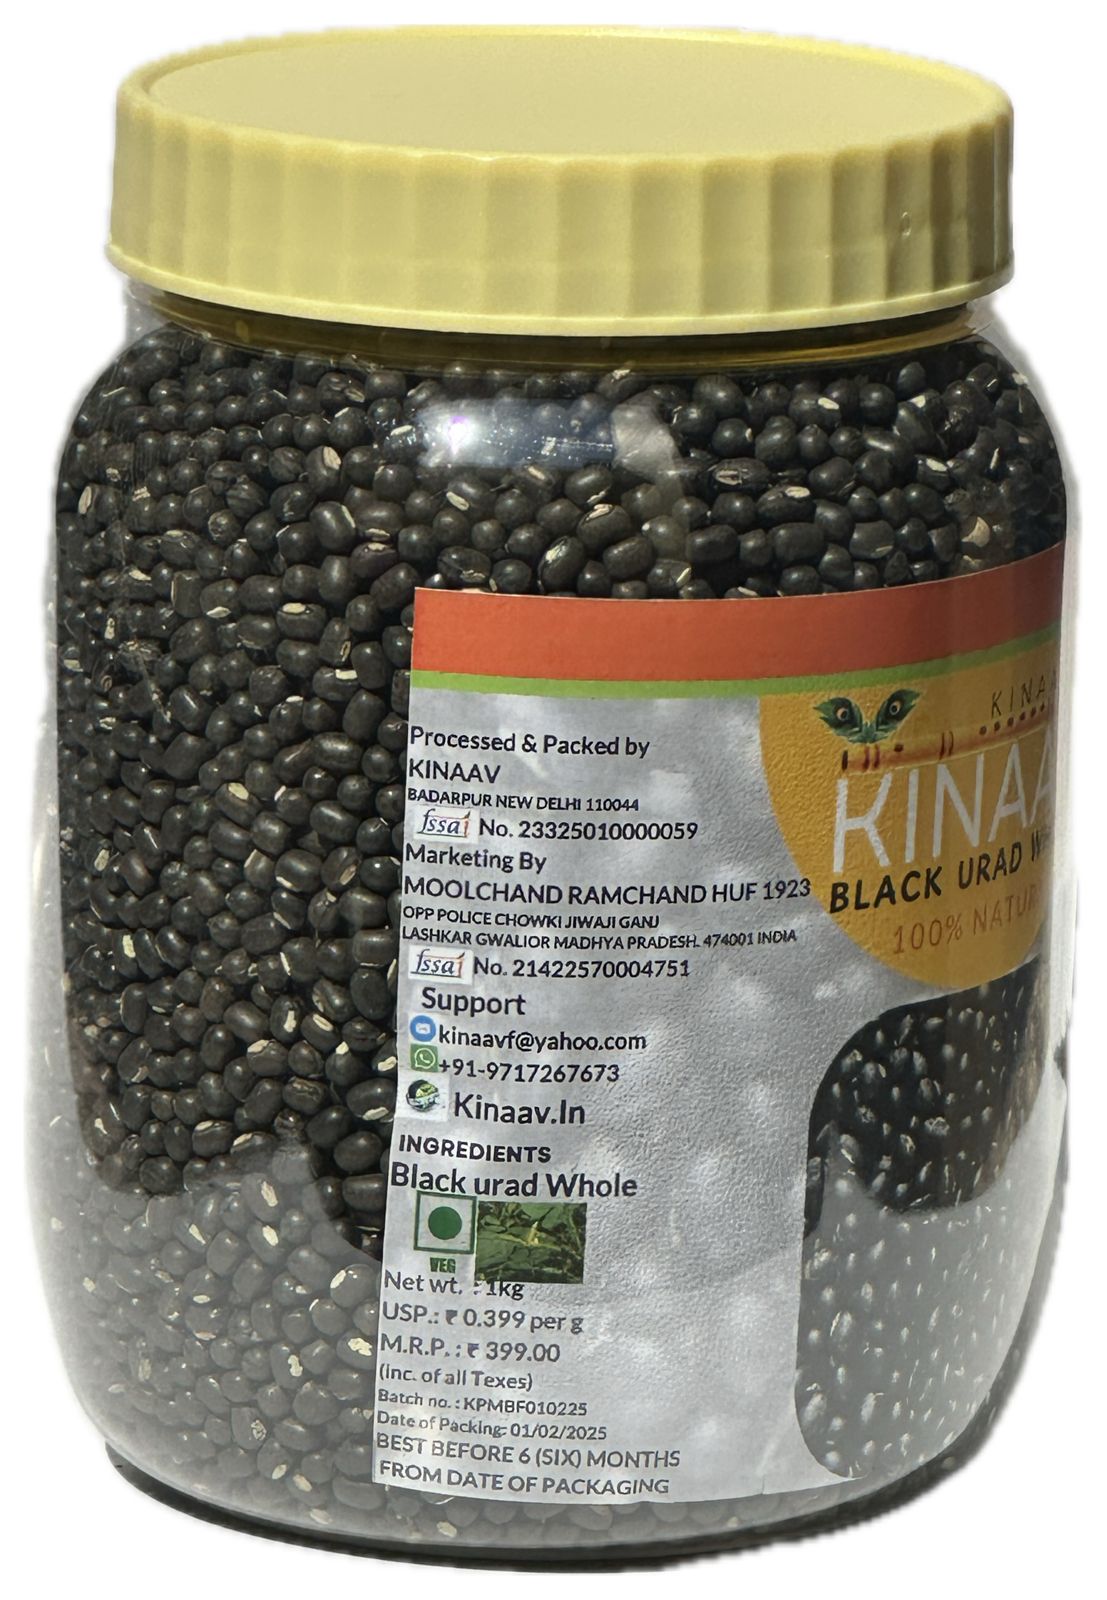 Processed & Packed by
KINAAV
BADARPUR NEW DELHI 110044
fssai No. 23325010000059
Marketing By
MOOLCHAND RAMCHAND HUF 1923
OPP POLICE CHOWKI JIWAJI GANJ
LASHKAR GWALIOR MADHYA PRADESH. 474001 INDIA
fssai No. 21422570004751
Support
kinaavf@yahoo.com
+91-9717267673
Kinaav.In
INGREDIENTS
Black urad Whole
VEG
Net wt. : 1kg
USP.: ₹ 0.399 per g
M.R.P. : ₹ 399.00
(inc. of all Texes)
Batch no. : KPMBF010225
Date of Packing: 01/02/2025
BEST BEFORE 6 (SIX) MONTHS
FROM DATE OF PACKAGING
KINAA
KINAA
BLACK URAD W
100% NATUR